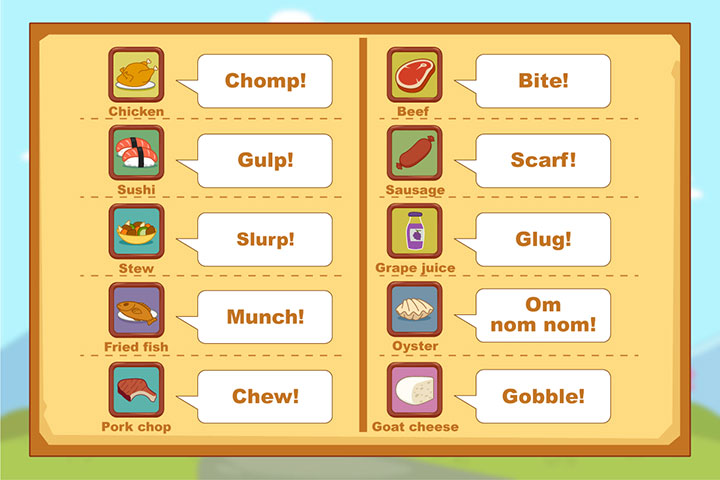 Chomp!
Chicken
Gulp!
Sushi
Slurp!
Stew
Munch!
Fried fish
Chew!
Pork chop
Bite!
Beef
Scarf!
Sausage
Glug!
Grape juice
Om
nom nom!
Oyster
Gobble!
Goat cheese